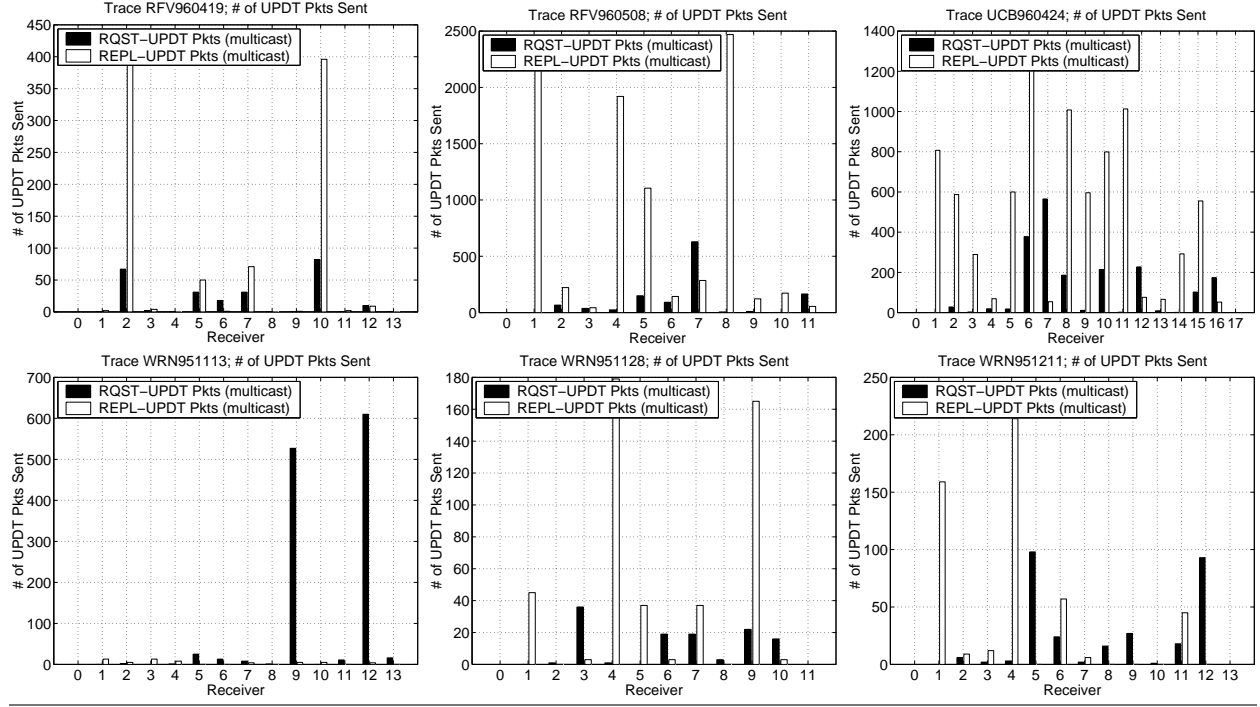 Trace RFV960419; # of UPDT Pkts Sent
450
400
350
300
250
200
150
100
50
0
# of UPDT Pkts Sent
RQST−UPDT Pkts (multicast)
REPL−UPDT Pkts (multicast)
0 1 2 3 4 5 6 7 8 9 10 11 12 13
Receiver
Trace RFV960508; # of UPDT Pkts Sent
2500
2000
1500
1000
500
0
# of UPDT Pkts Sent
RQST−UPDT Pkts (multicast)
REPL−UPDT Pkts (multicast)
0 1 2 3 4 5 6 7 8 9 10 11
Receiver
Trace UCB960424; # of UPDT Pkts Sent
1400
1200
1000
800
600
400
200
0
# of UPDT Pkts Sent
RQST−UPDT Pkts (multicast)
REPL−UPDT Pkts (multicast)
0 1 2 3 4 5 6 7 8 9 10 11 12 13 14 15 16 17
Receiver
Trace WRN951113; # of UPDT Pkts Sent
700
600
500
400
300
200
100
0
# of UPDT Pkts Sent
RQST−UPDT Pkts (multicast)
REPL−UPDT Pkts (multicast)
0 1 2 3 4 5 6 7 8 9 10 11 12 13
Receiver
Trace WRN951128; # of UPDT Pkts Sent
180
160
140
120
100
80
60
40
20
0
# of UPDT Pkts Sent
RQST−UPDT Pkts (multicast)
REPL−UPDT Pkts (multicast)
0 1 2 3 4 5 6 7 8 9 10 11
Receiver
Trace WRN951211; # of UPDT Pkts Sent
250
200
150
100
50
0
# of UPDT Pkts Sent
RQST−UPDT Pkts (multicast)
REPL−UPDT Pkts (multicast)
0 1 2 3 4 5 6 7 8 9 10 11 12 13
Receiver